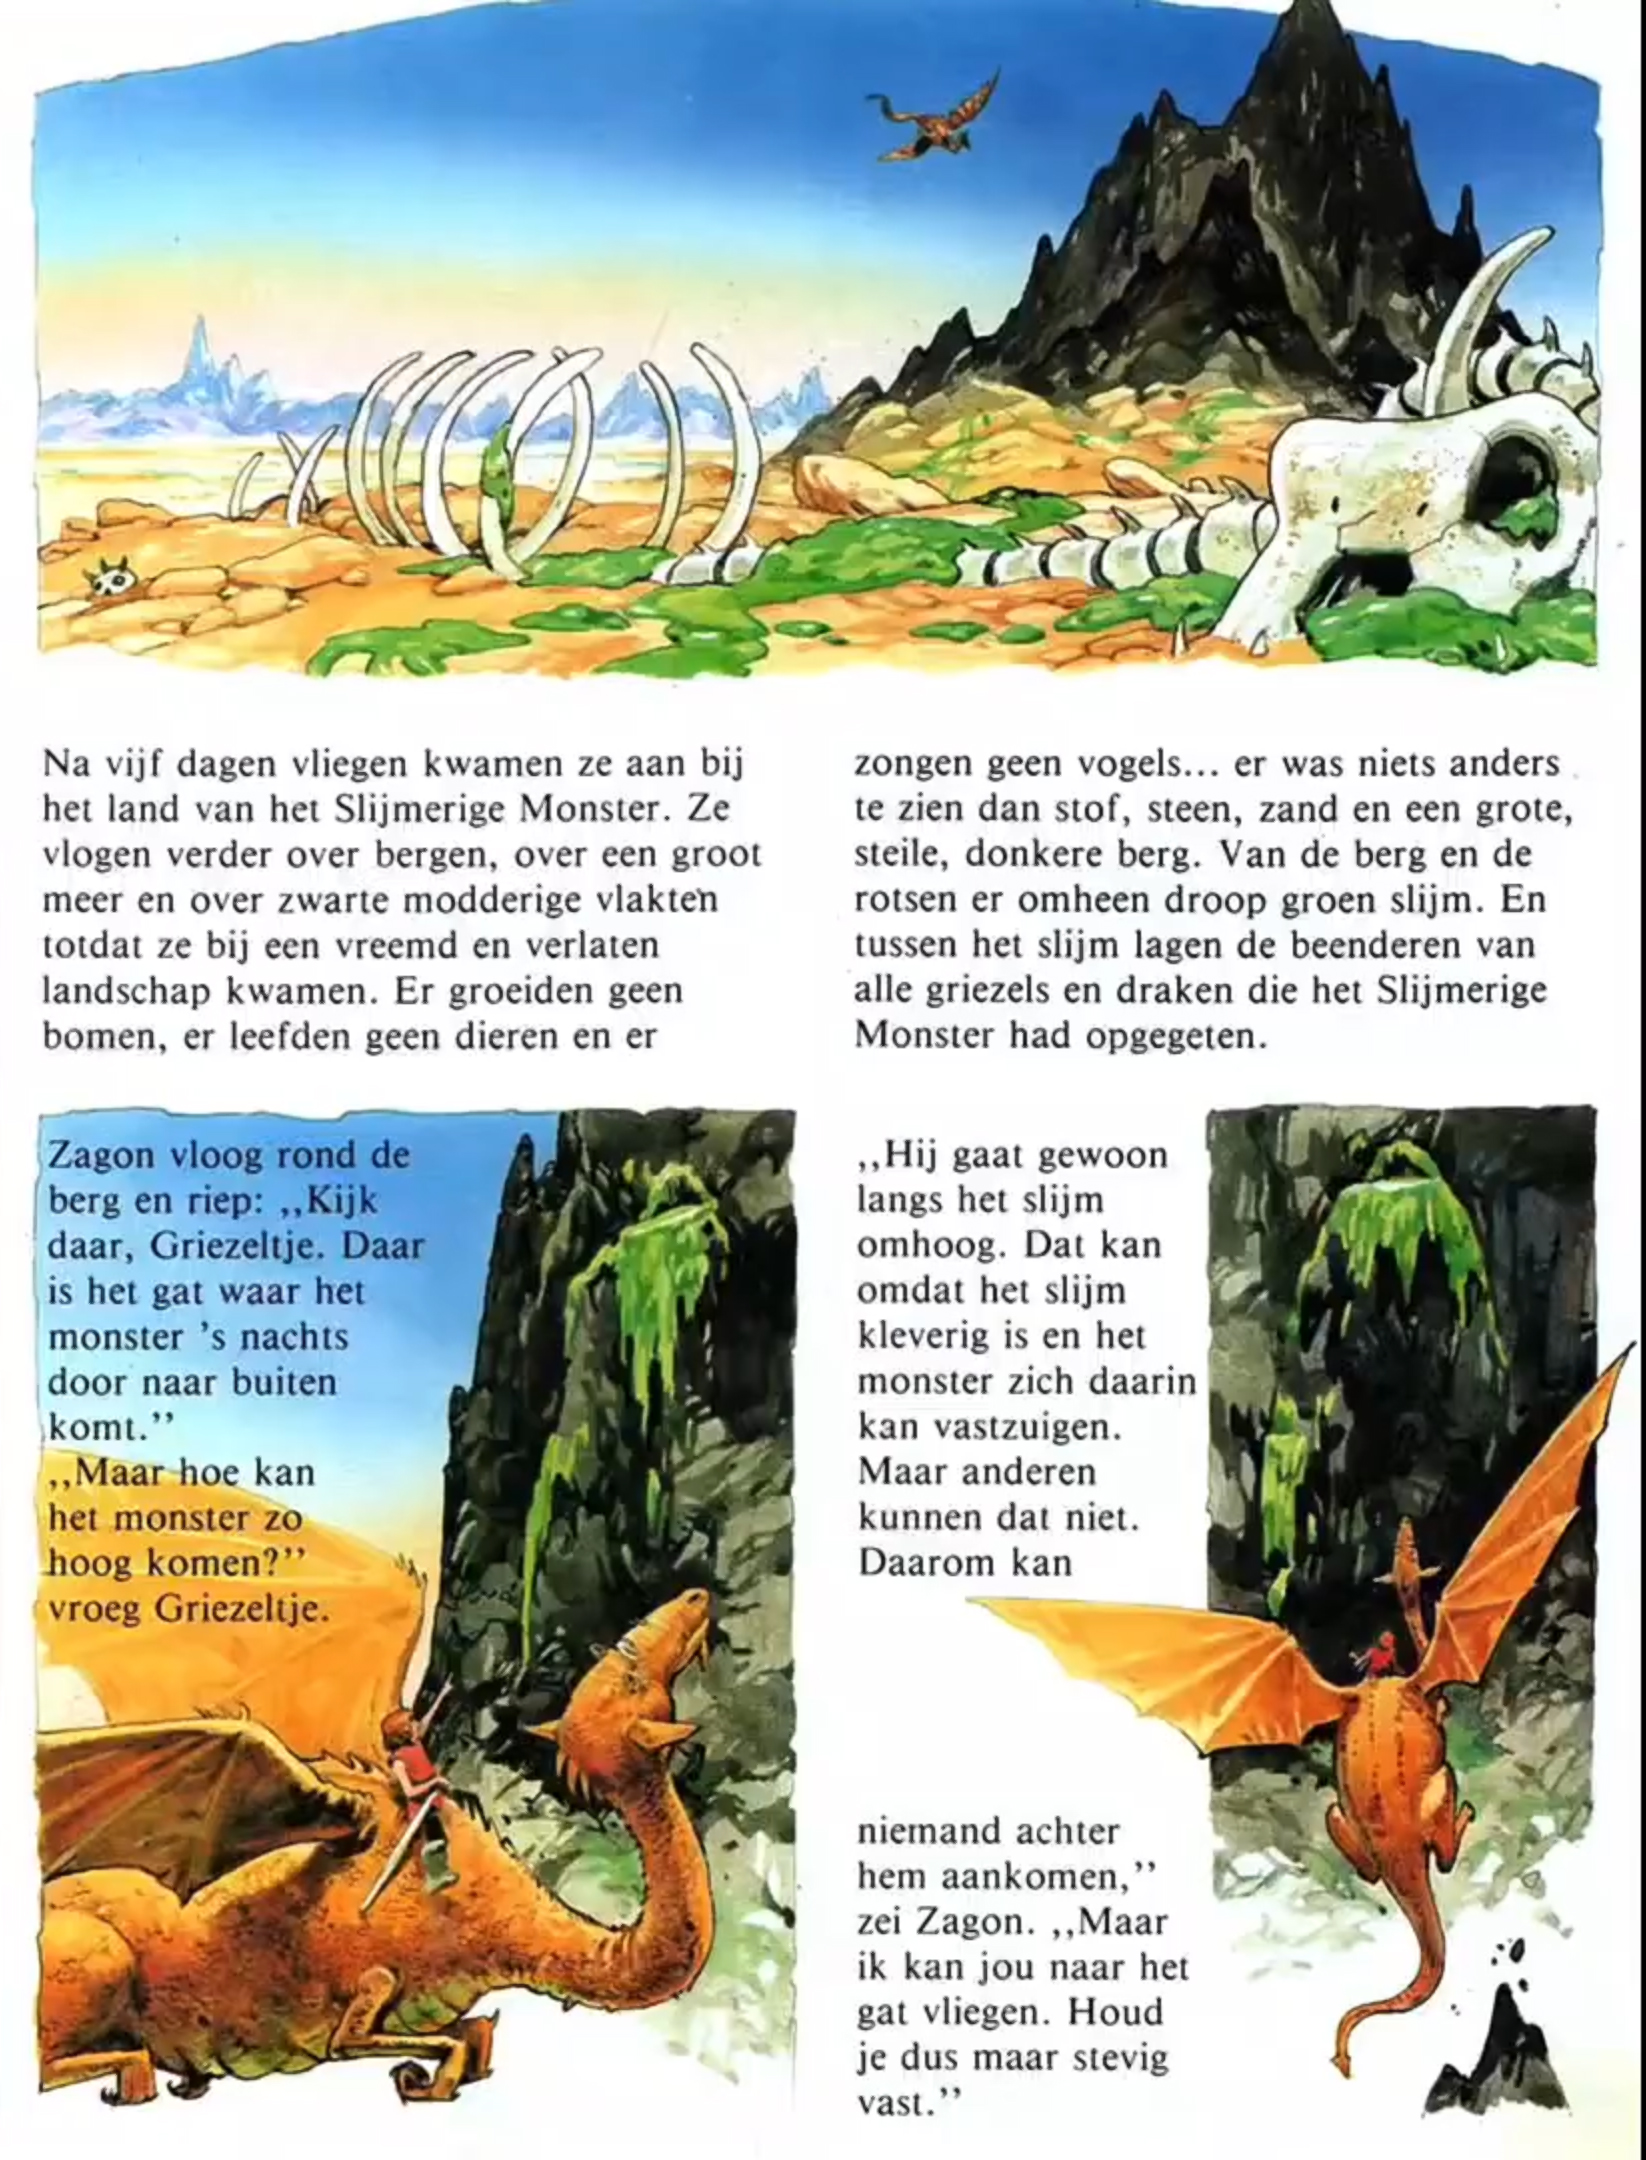 Na vijf dagen vliegen kwamen ze aan bij
het land van het Slijmerige Monster. Ze
vlogen verder over bergen, over een groot
meer en over zwarte modderige vlakten
totdat ze bij een vreemd en verlaten
landschap kwamen. Er groeiden geen
bomen, er leefden geen dieren en er
zongen geen vogels... er was niets anders
te zien dan stof, steen, zand en een grote,
steile, donkere berg. Van de berg en de
rotsen er omheen droop groen slijm. En
tussen het slijm lagen de beenderen van
alle griezels en draken die het Slijmerige
Monster had opgegeten.
Zagon vloog rond de
berg en riep: ,,Kijk
daar, Griezeltje. Daar
is het gat waar het
monster 's nachts
door naar buiten
komt.''
,,Maar hoe kan
het monster zo
hoog komen?''
vroeg Griezeltje.
,,Hij gaat gewoon
langs het slijm
omhoog. Dat kan
omdat het slijm
kleverig is en het
monster zich daarin
kan vastzuigen.
Maar anderen
kunnen dat niet.
Daarom kan
niemand achter
hem aankomen,''
zei Zagon. ,,Maar
ik kan jou naar het
gat vliegen. Houd
je dus maar stevig
vast.''